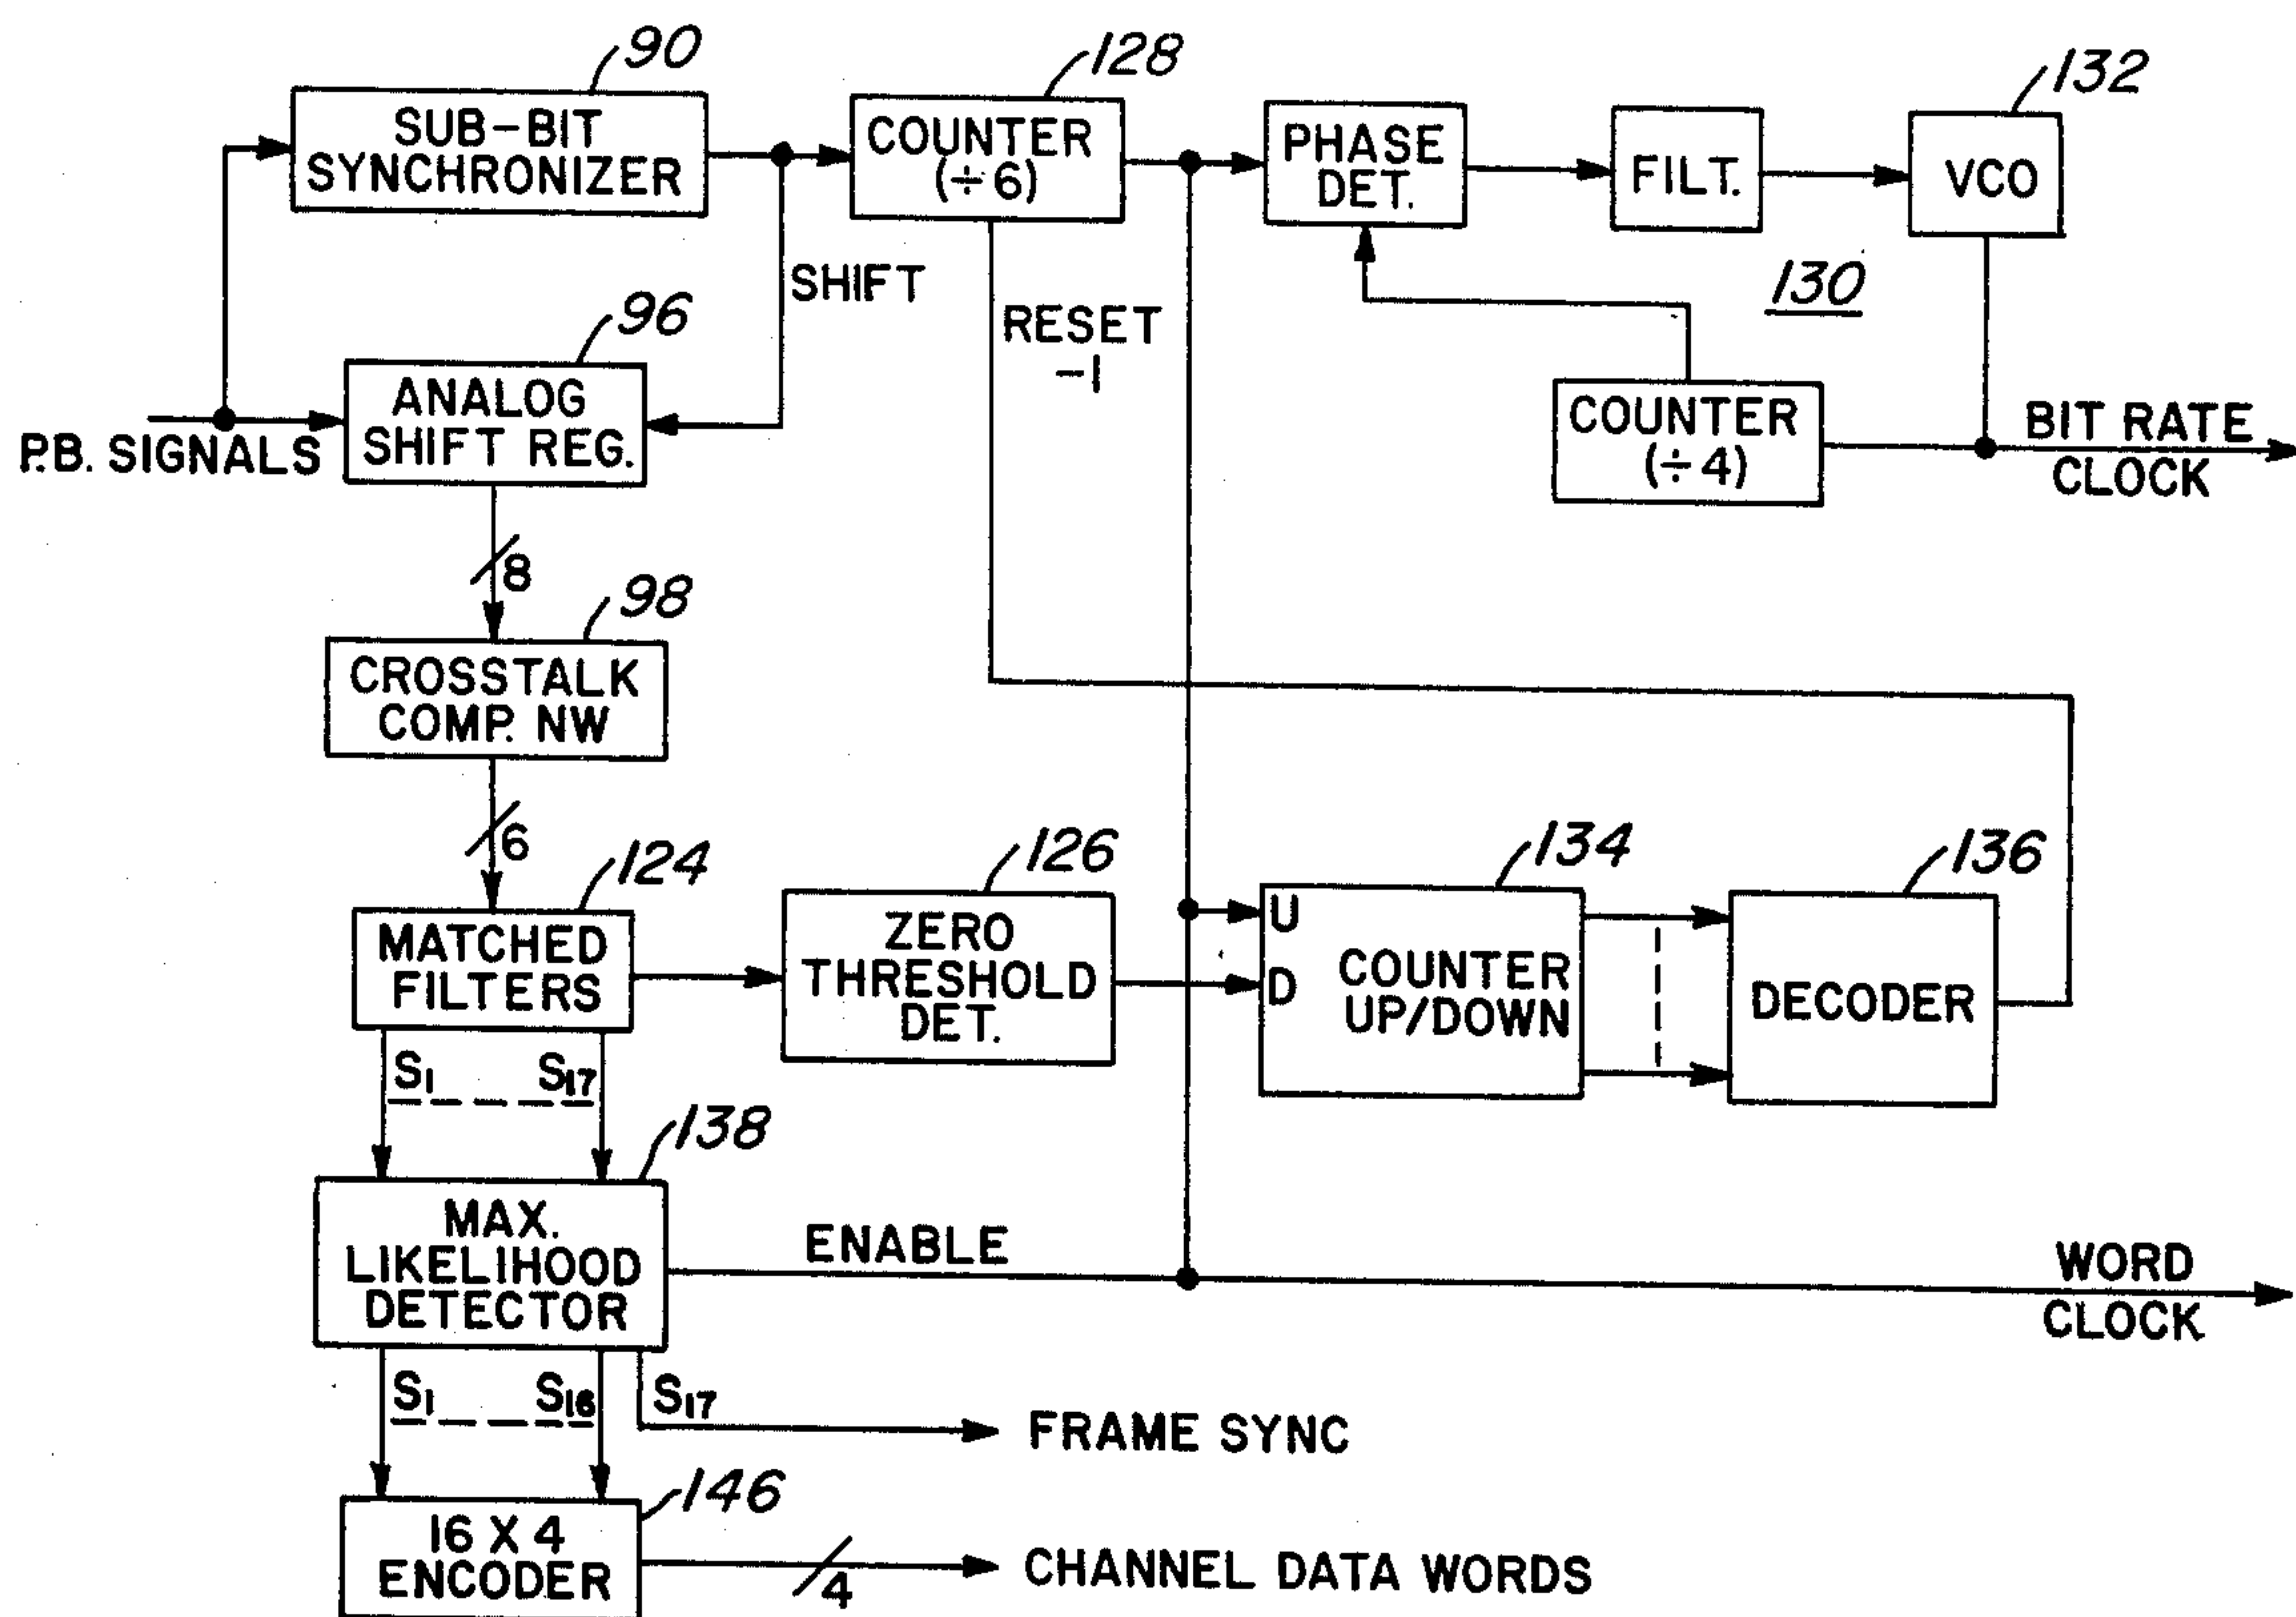 90
128
132
SUB-BIT
SYNCHRONIZER
COUNTER
(÷6)
PHASE
DET.
FILT.
VCO
SHIFT
130
96
RESET
-1
ANALOG
SHIFT REG.
P.B. SIGNALS
COUNTER
(÷4)
BIT RATE
CLOCK
8
98
CROSSTALK
COMP. NW
6
124
126
134
136
MATCHED
FILTERS
ZERO
THRESHOLD
DET.
U
D
COUNTER
UP/DOWN
DECODER
S1
S17
138
MAX.
LIKELIHOOD
DETECTOR
ENABLE
WORD
CLOCK
S1
S16
S17
FRAME SYNC
146
16 X 4
ENCODER
4
CHANNEL DATA WORDS